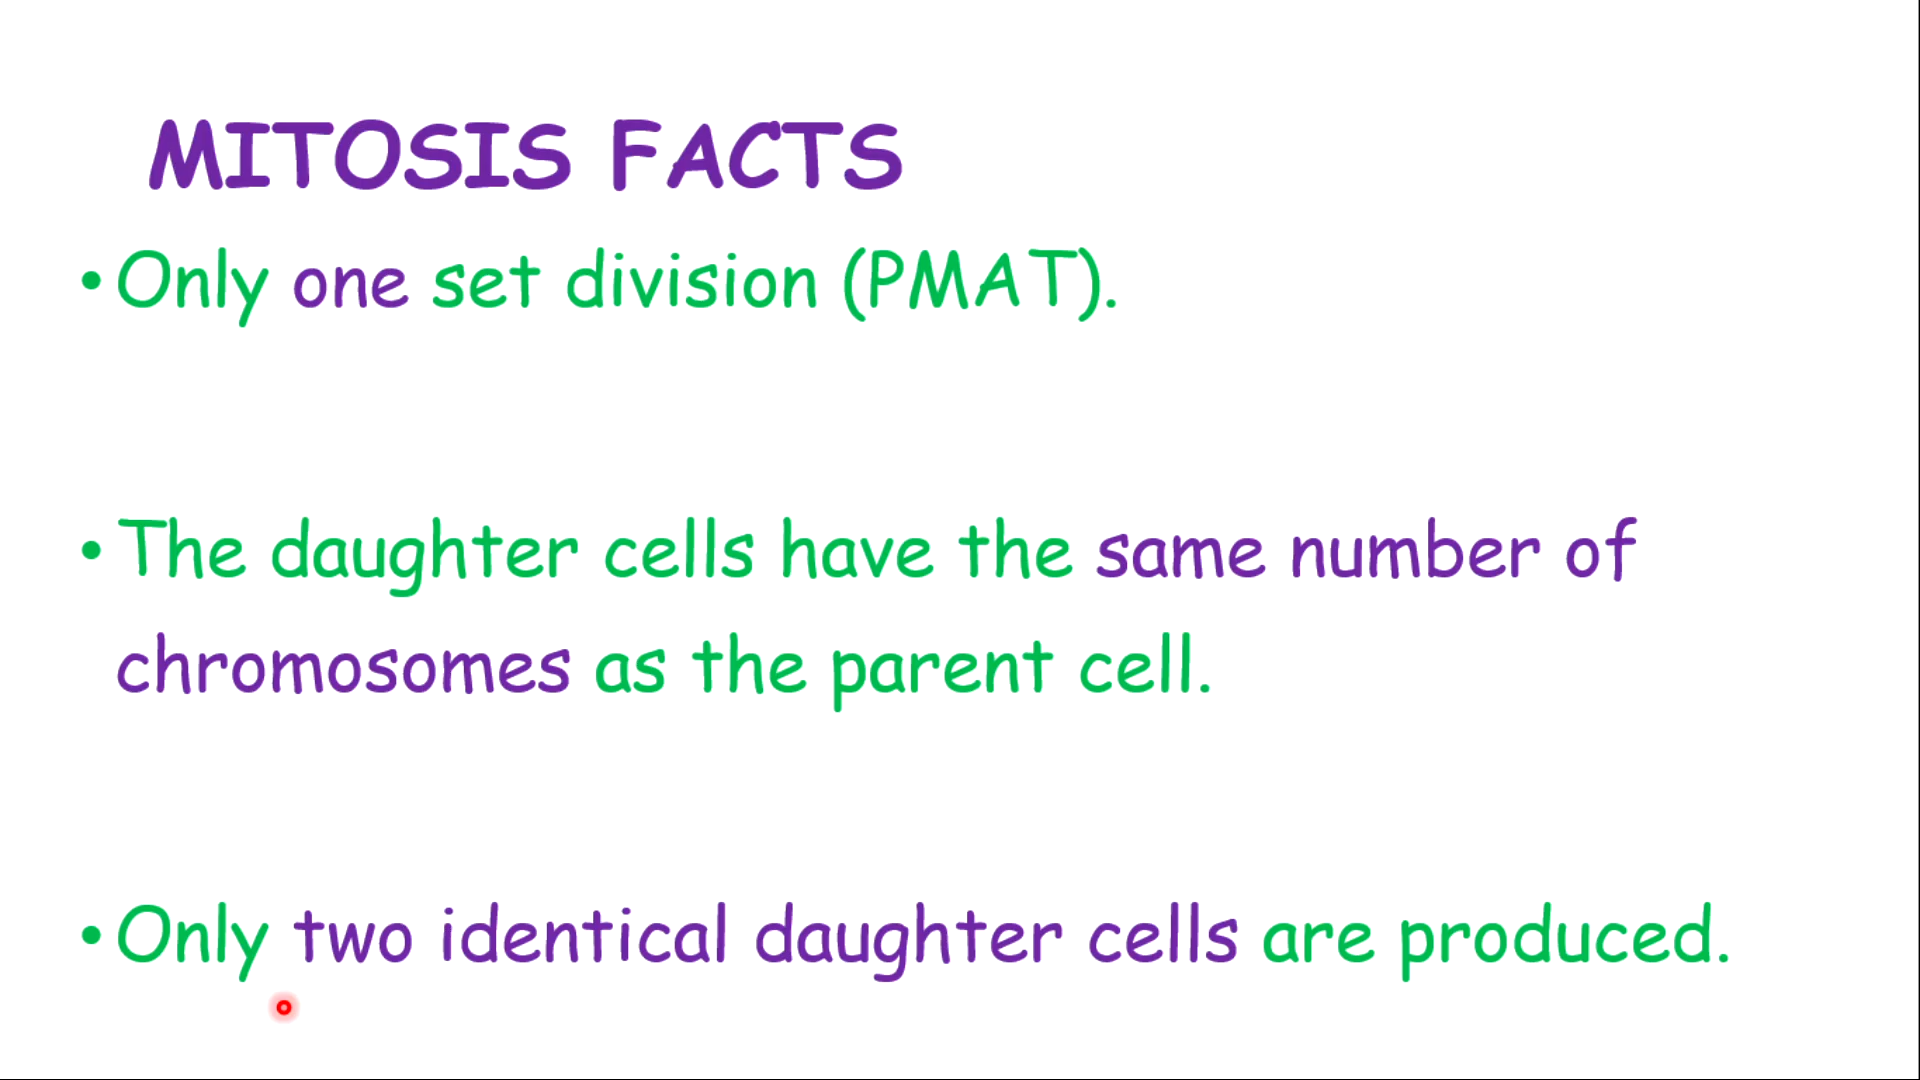 MITOSIS FACTS
• Only one set division (PMAT).
• The daughter cells have the same number of
chromosomes as the parent cell.
• Only two identical daughter cells are produced.